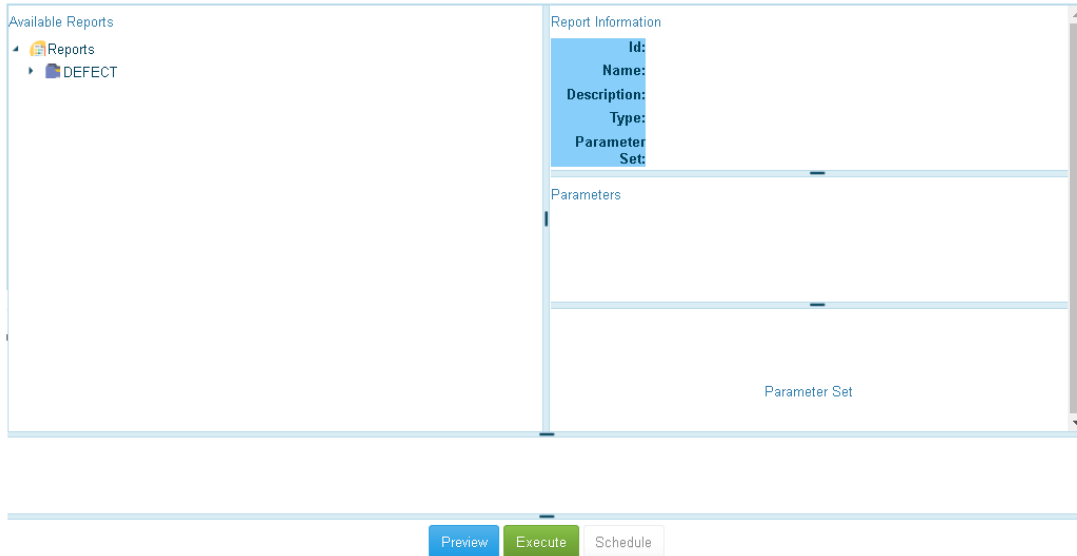 Available Reports
Reports
DEFECT
Report Information
Id:
Name:
Description:
Type:
Parameter
Set:
Parameters
Parameter Set
Preview
Execute
Schedule